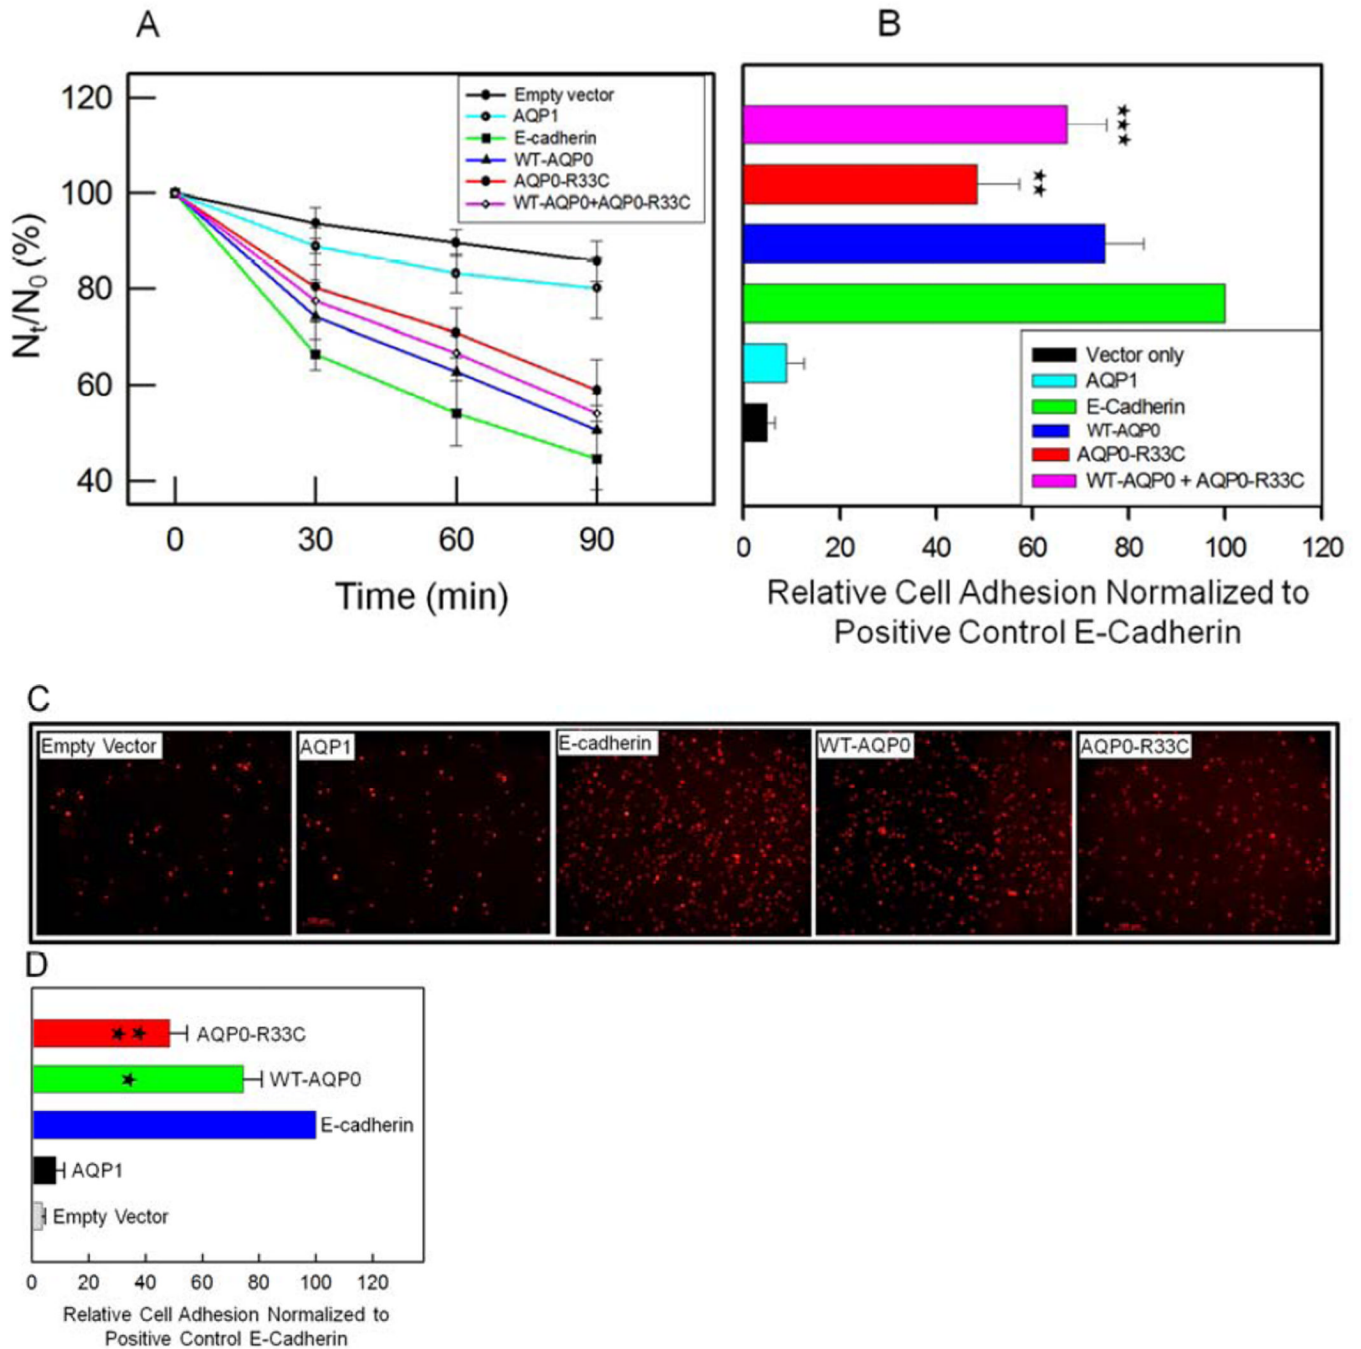 A
120
100
80
60
40
Nt/N0 (%)
0 30 60 90
Time (min)
Empty vector
AQP1
E-cadherin
WT-AQP0
AQP0-R33C
WT-AQP0+AQP0-R33C
B
Vector only
AQP1
E-Cadherin
WT-AQP0
AQP0-R33C
WT-AQP0 + AQP0-R33C
0 20 40 60 80 100 120
Relative Cell Adhesion Normalized to
Positive Control E-Cadherin
C
Empty Vector
AQP1
E-cadherin
WT-AQP0
AQP0-R33C
D
AQP0-R33C
WT-AQP0
E-cadherin
AQP1
Empty Vector
0 20 40 60 80 100 120
Relative Cell Adhesion Normalized to
Positive Control E-Cadherin